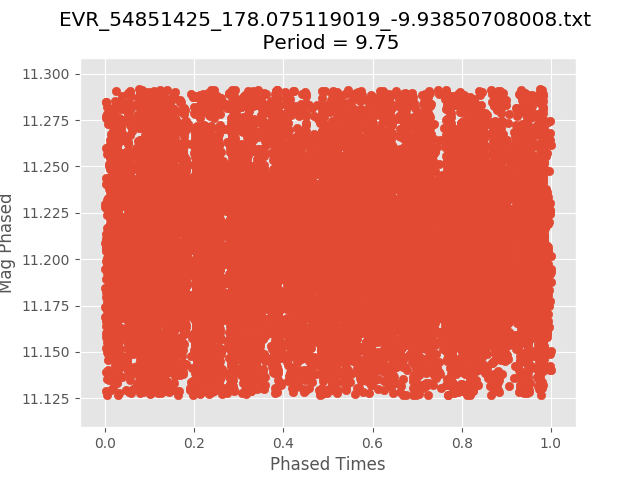 EVR_54851425_178.075119019_-9.93850708008.txt
Period = 9.75
11.300
11.275
11.250
11.225
11.200
11.175
11.150
11.125
Mag Phased
0.0 0.2 0.4 0.6 0.8 1.0
Phased Times